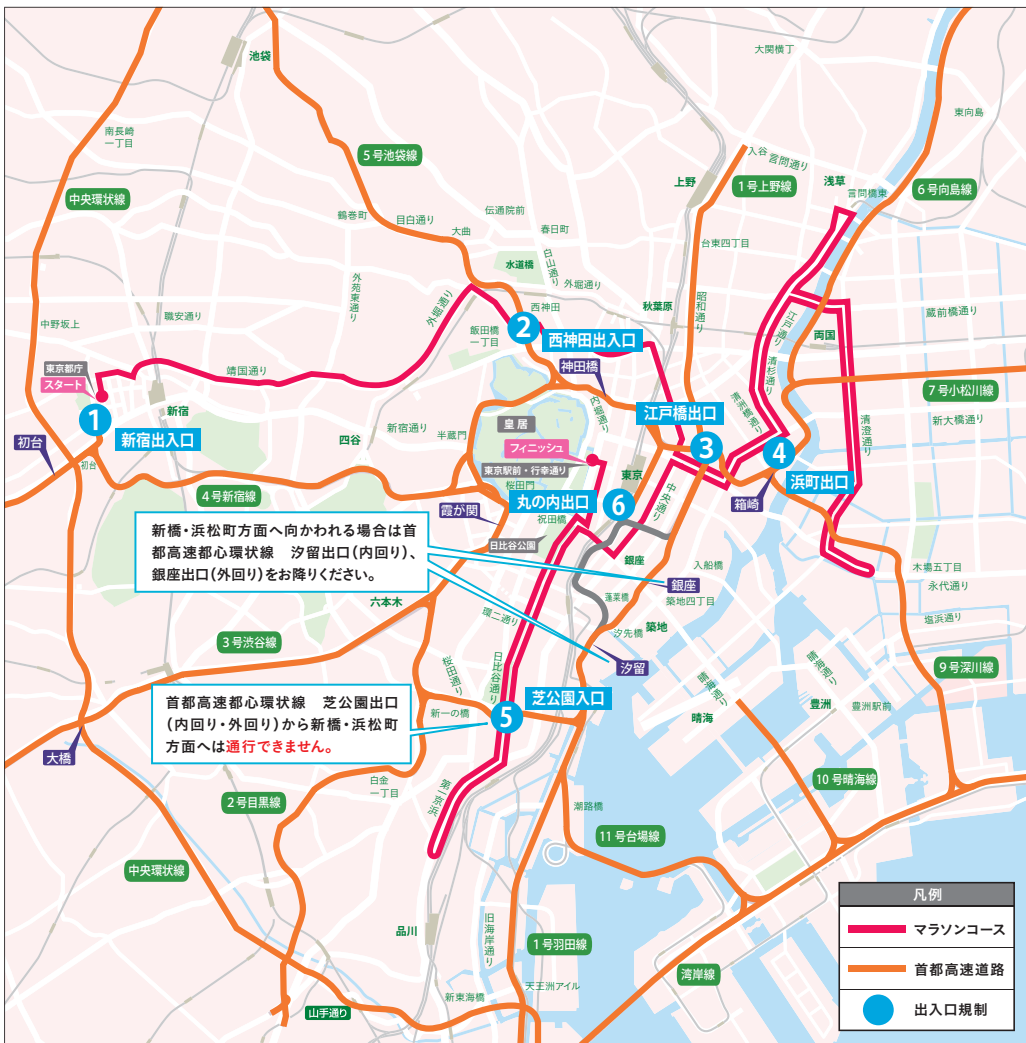 池袋
大関横丁
南長崎
一丁目
東向島
5号池袋線
入谷
言問通り
上野
1号上野線
浅草
言問橋東
6号向島線
中央環状線
鶴巻町
目白通り
伝通院前
大曲
春日町
白山通り
台東四丁目
水道橋
外苑東通り
外堀通り
外堀通り
西神田
秋葉原
昭和通り
江戸通り
蔵前橋通り
中野坂上
職安通り
飯田橋
一丁目
2
西神田出入口
両国
清杉通り
東京都庁
スタート
靖国通り
神田橋
7号小松川線
1
新宿出入口
新宿
内堀通り
江戸橋出口
清洲橋通り
新大橋通り
清澄通り
初台
初台
四谷
新宿通り
半蔵門
皇居
フィニッシュ
東京駅前・行幸通り
東京
3
4
浜町出口
箱崎
4号新宿線
桜田門
丸の内出口
6
中央通り
霞が関
祝田橋
日比谷公園
新橋・浜松町方面へ向かわれる場合は首
都高速都心環状線　汐留出口(内回り)、
銀座出口(外回り)をお降りください。
銀座
入船橋
木場五丁目
永代通り
銀座
六本木
蓬莱橋
築地四丁目
塩浜通り
環二通り
汐先橋
築地
3号渋谷線
汐留
9号深川線
桜田通り
日比谷通り
晴海通り
晴海通り
首都高速都心環状線　芝公園出口
(内回り・外回り)から新橋・浜松町
方面へは通行できません。
新一の橋
5
芝公園入口
晴海
豊洲
豊洲駅前
大橋
白金
一丁目
第一京浜
10号晴海線
2号目黒線
潮路橋
11号台場線
中央環状線
品川
旧海岸通り
1号羽田線
湾岸線
天王洲アイル
新東海橋
山手通り
凡例
マラソンコース
首都高速道路
出入口規制